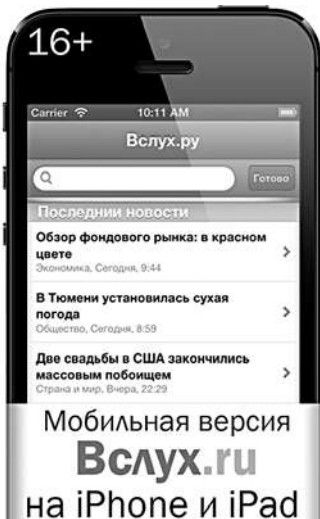 16+
Carrier 10:11 AM
Вслух.ру
Готово
Последнии новости
Обзор фондового рынка: в красном
цвете
Экономика, Сегодня, 9:44
В Тюмени установилась сухая
погода
Общество, Сегодня, 8:59
Две свадьбы в США закончились
массовым побоищем
Страна и мир, Вчера, 22:29
Мобильная версия
Вслух.ru
на iPhone и iPad